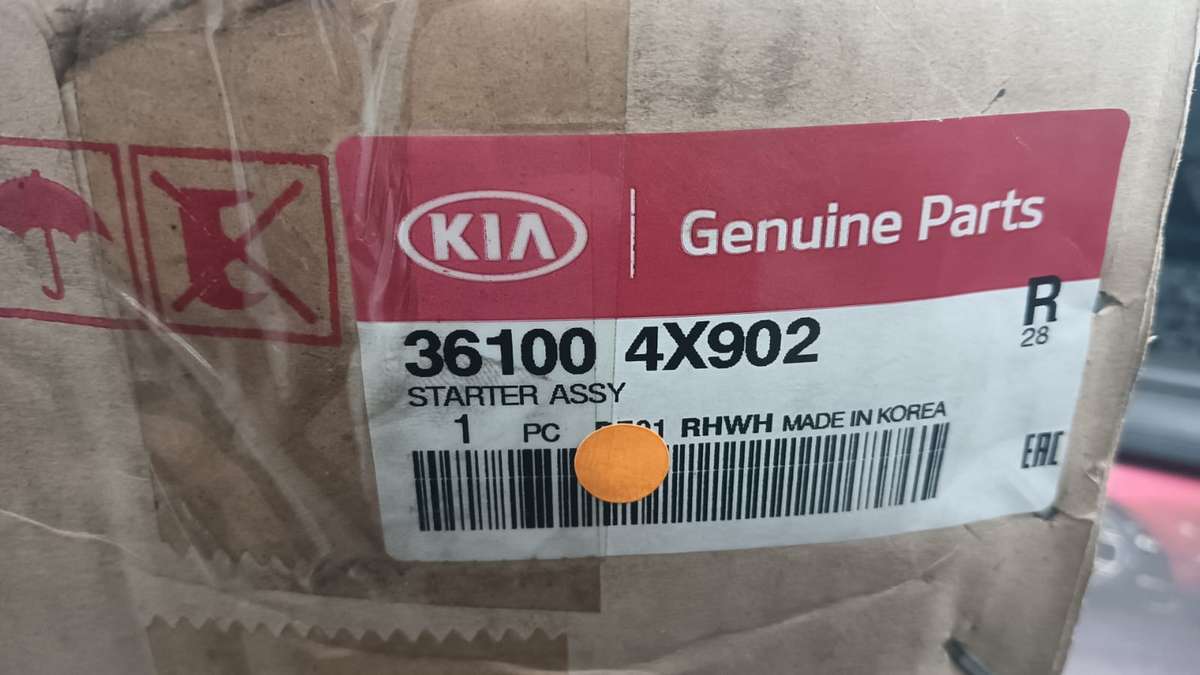 KIA Genuine Parts
R
28
36100 4X902
STARTER ASSY
1 PC RHWH MADE IN KOREA
EAC